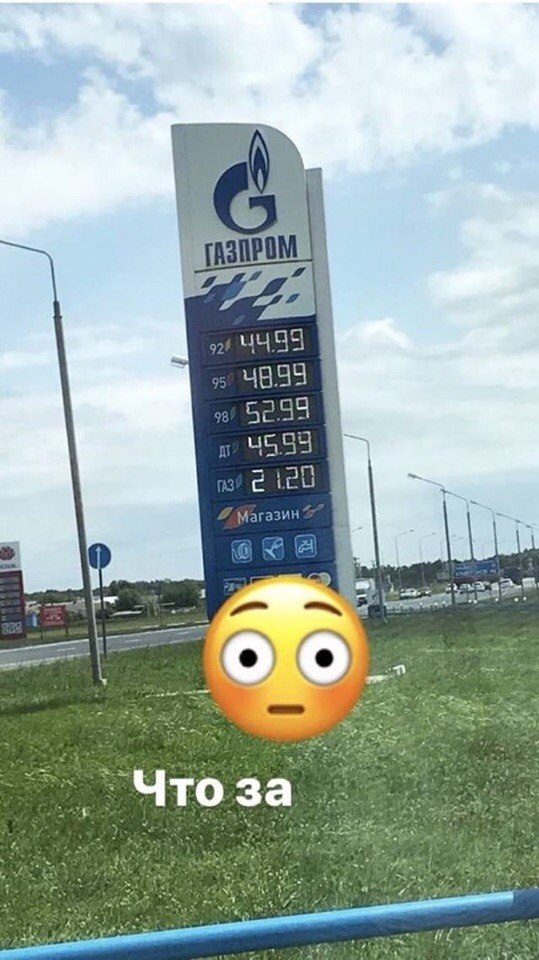 ГАЗПРОМ
92 44.99
95 48.99
98 52.99
ДТ 45.99
ГАЗ 21.20
Магазин
Что за